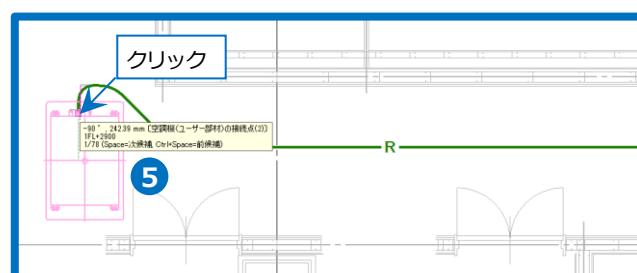 クリック
-90 ﾟ , 242.39 mm [空調機(ユーザー部材)の接続点(2)]
1FL+2900
1/78 (Space=次候補, Ctrl+Space=前候補)
R
5